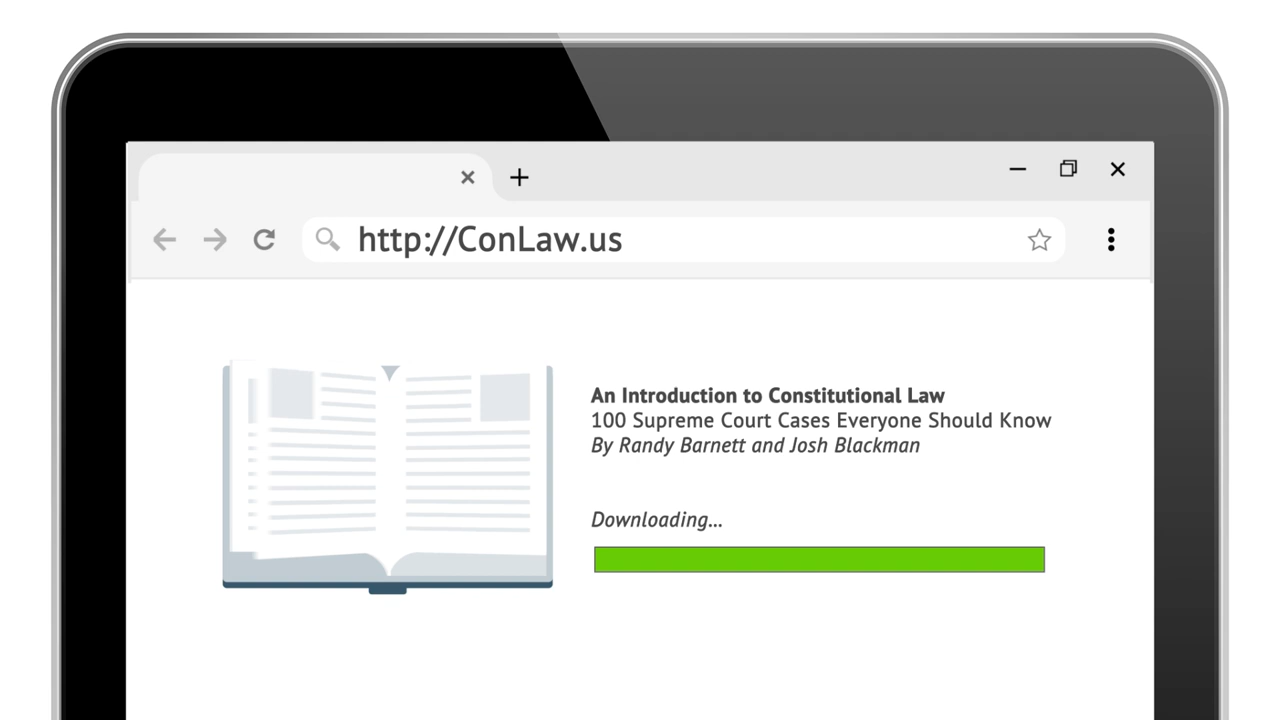 http://ConLaw.us
An Introduction to Constitutional Law
100 Supreme Court Cases Everyone Should Know
By Randy Barnett and Josh Blackman
Downloading...